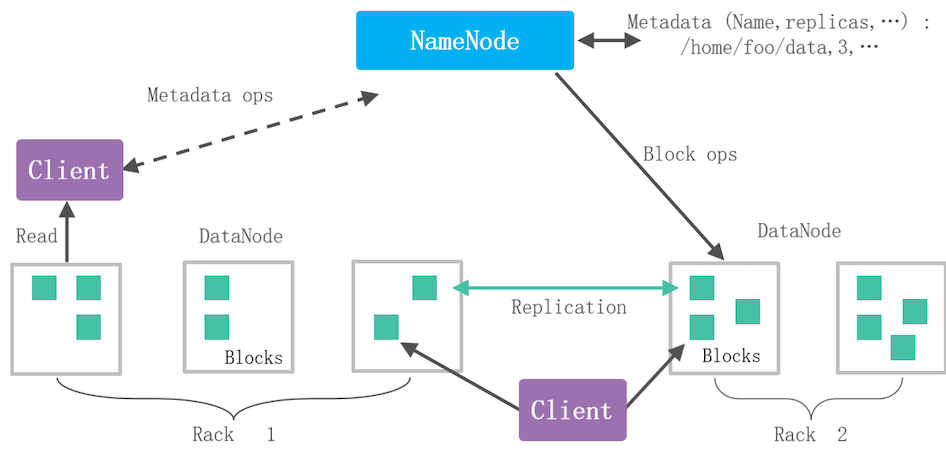 NameNode
Metadata (Name,replicas,…) :
/home/foo/data,3,…
Metadata ops
Client
Block ops
Read
DataNode
DataNode
Replication
Blocks
Blocks
Client
Rack 1
Rack 2